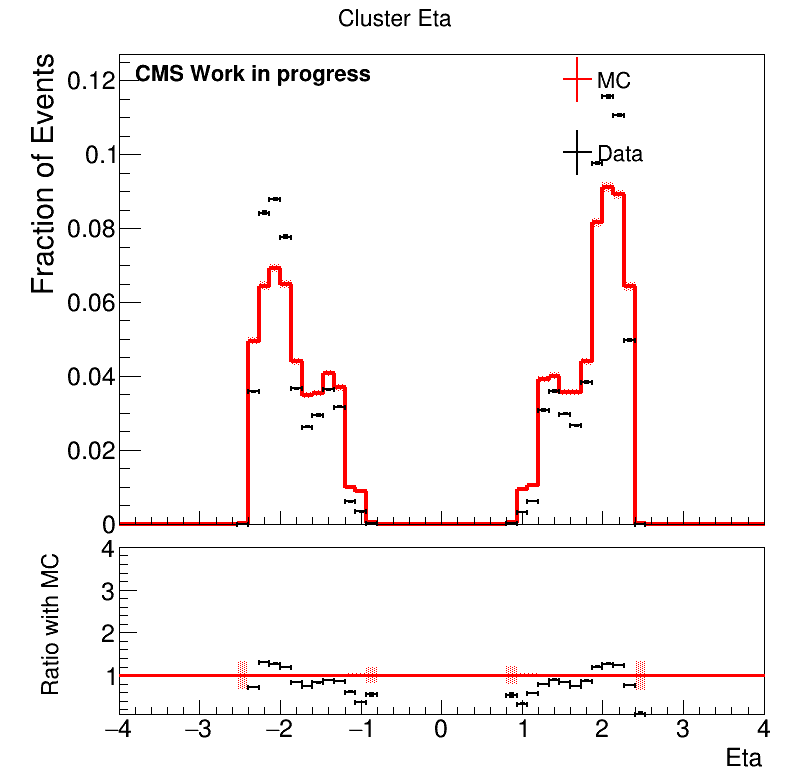 Cluster Eta
CMS Work in progress
MC
Data
Fraction of Events
0.12
0.1
0.08
0.06
0.04
0.02
0
Ratio with MC
4
3
2
1
−4 −3 −2 −1 0 1 2 3 4
Eta